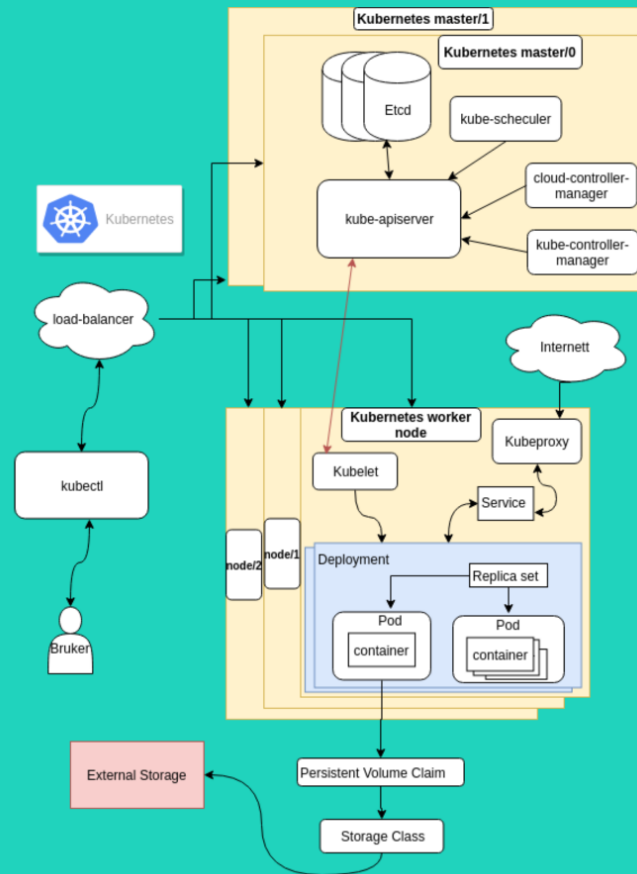 Kubernetes master/1
Kubernetes master/0
Etcd
kube-scheculer
cloud-controller-
manager
kube-apiserver
kube-controller-
manager
Kubernetes
load-balancer
Internett
Kubernetes worker
node
Kubeproxy
kubectl
Kubelet
Service
node/2
node/1
Deployment
Replica set
Pod
container
Pod
container
Bruker
Persistent Volume Claim
External Storage
Storage Class